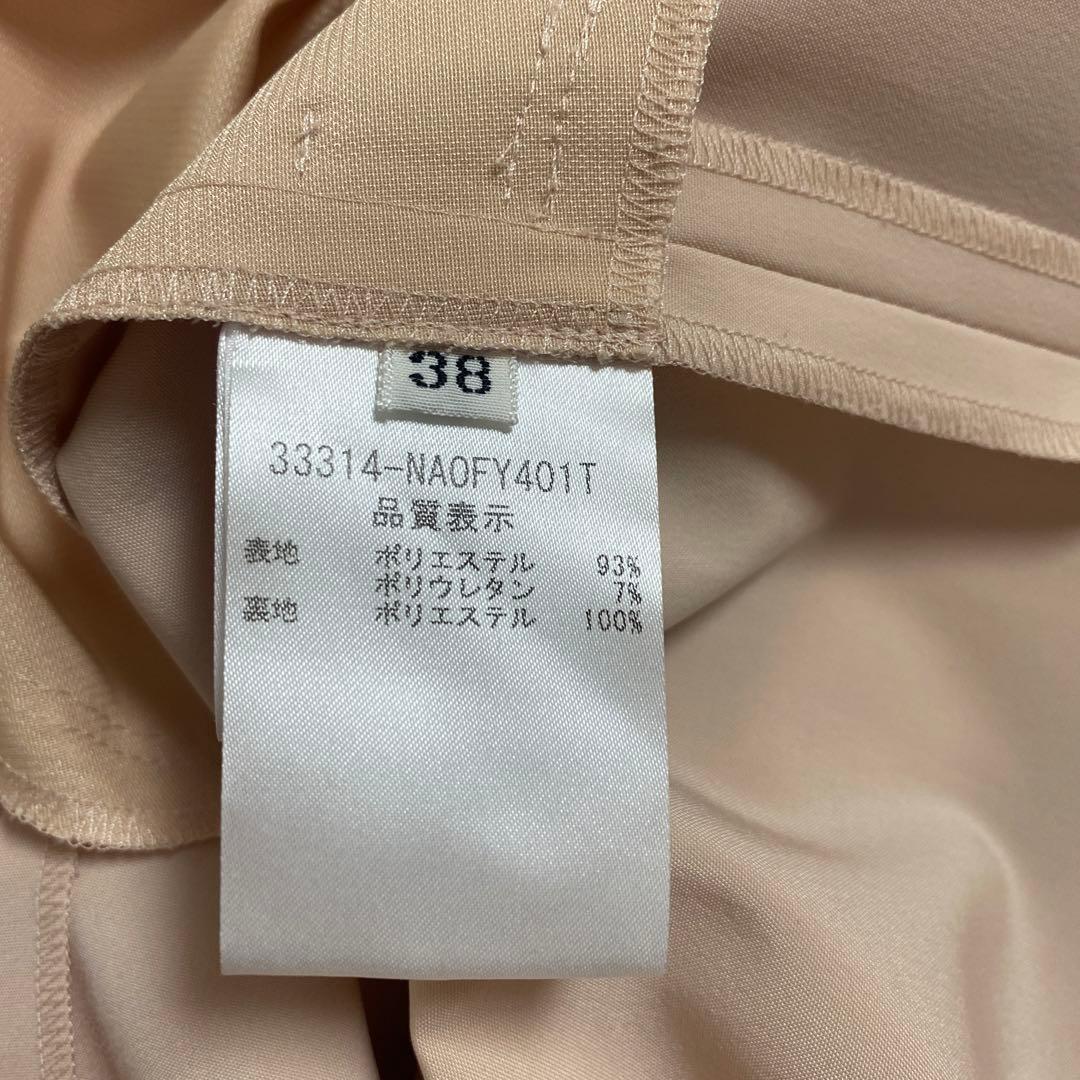 38
33314-NA0FY401T
品質表示
表地 ポリエステル 93%
ポリウレタン 7%
裏地 ポリエステル 100%